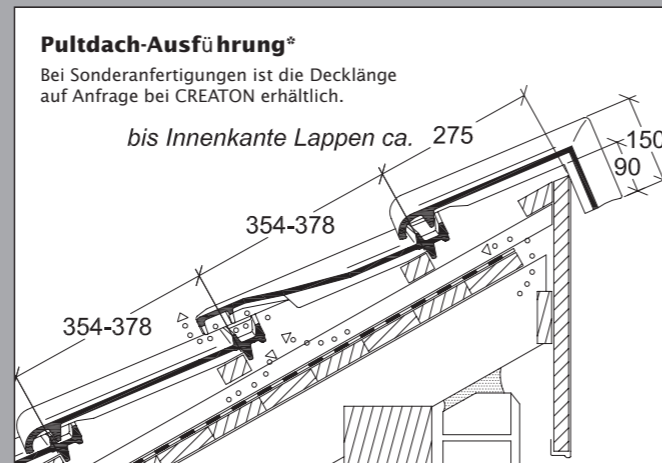 Pultdach-Ausführung*
Bei Sonderanfertigungen ist die Decklänge
auf Anfrage bei CREATON erhältlich.
bis Innenkante Lappen ca. 275
150
90
354-378
354-378